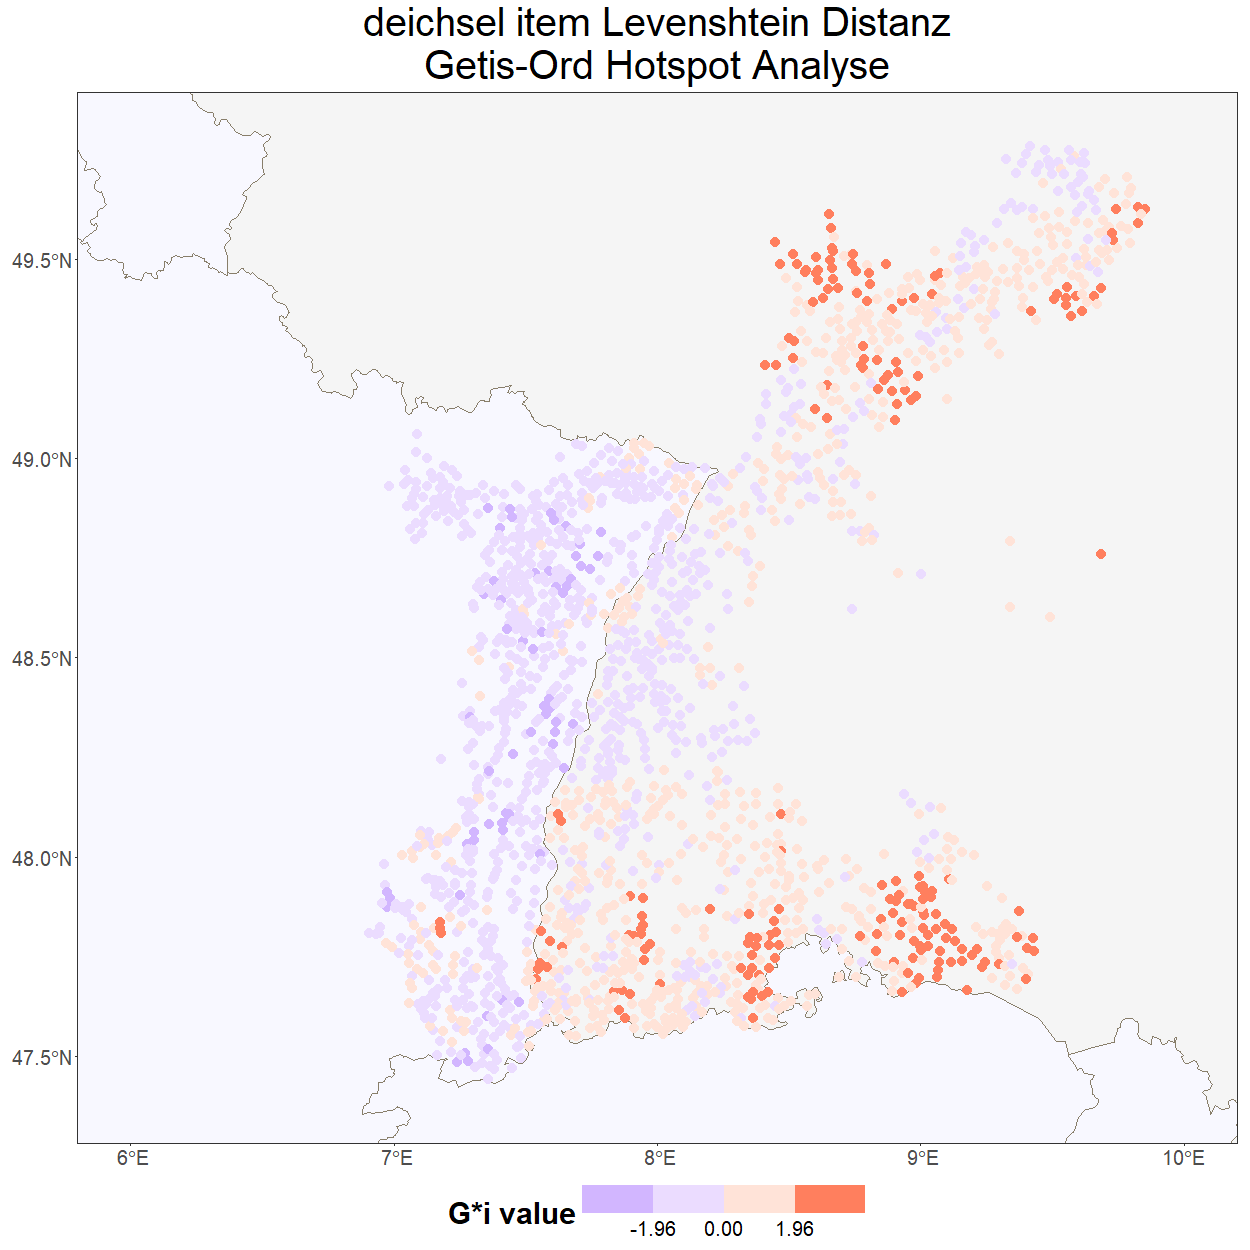 deichsel item Levenshtein Distanz
Getis-Ord Hotspot Analyse
49.5°N
49.0°N
48.5°N
48.0°N
47.5°N
6°E 7°E 8°E 9°E 10°E
G*i value
-1.96 0.00 1.96